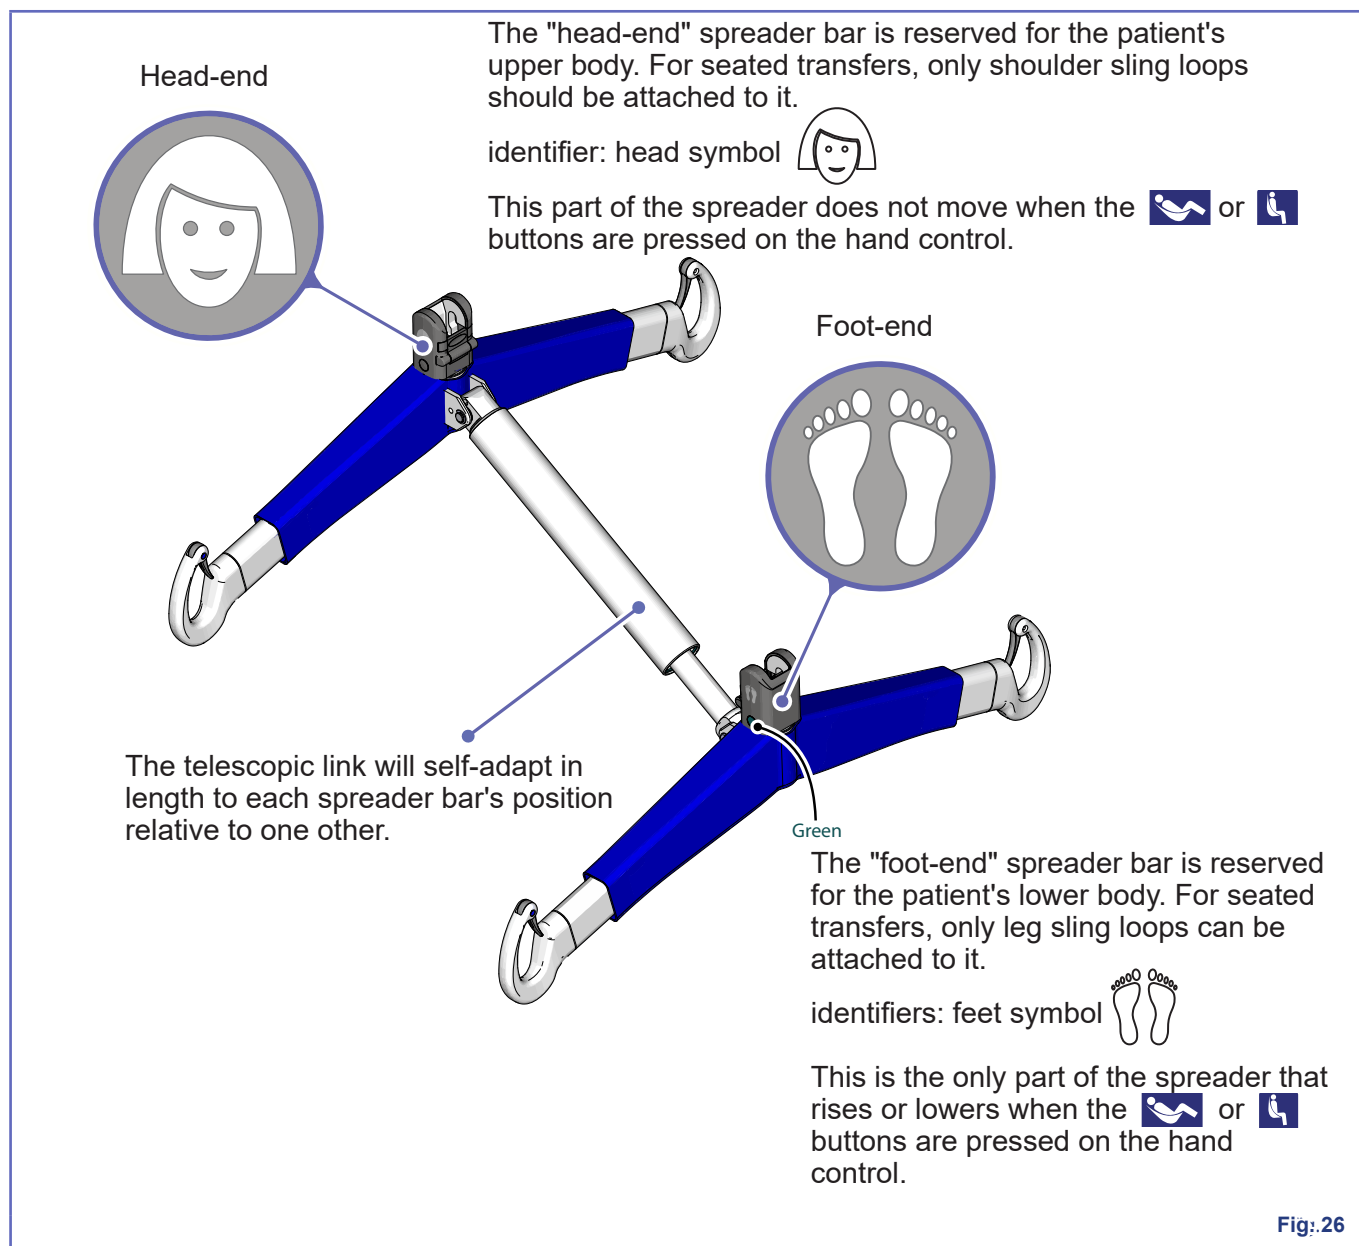 Head-end
The "head-end" spreader bar is reserved for the patient's
upper body. For seated transfers, only shoulder sling loops
should be attached to it.
identifier: head symbol
This part of the spreader does not move when the or
buttons are pressed on the hand control.
Foot-end
The telescopic link will self-adapt in
length to each spreader bar's position
relative to one other.
Green
The "foot-end" spreader bar is reserved
for the patient's lower body. For seated
transfers, only leg sling loops can be
attached to it.
identifiers: feet symbol
This is the only part of the spreader that
rises or lowers when the or
buttons are pressed on the hand
control.
Fig.26